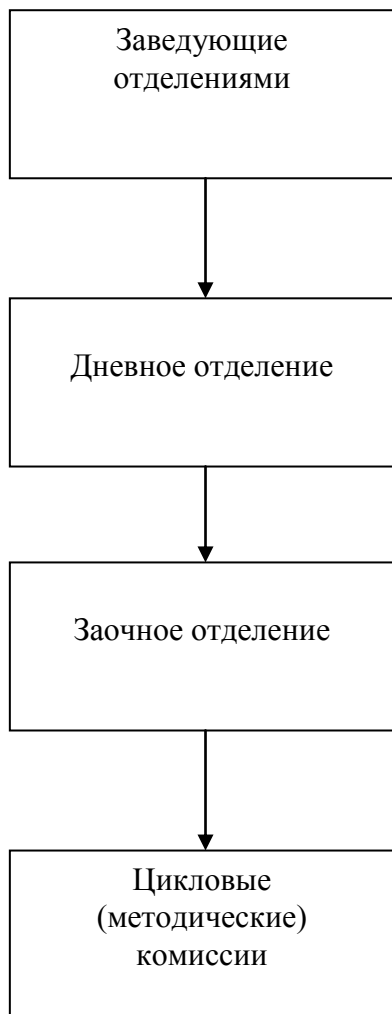 Заведующие
отделениями
Дневное отделение
Заочное отделение
Цикловые
(методические)
комиссии